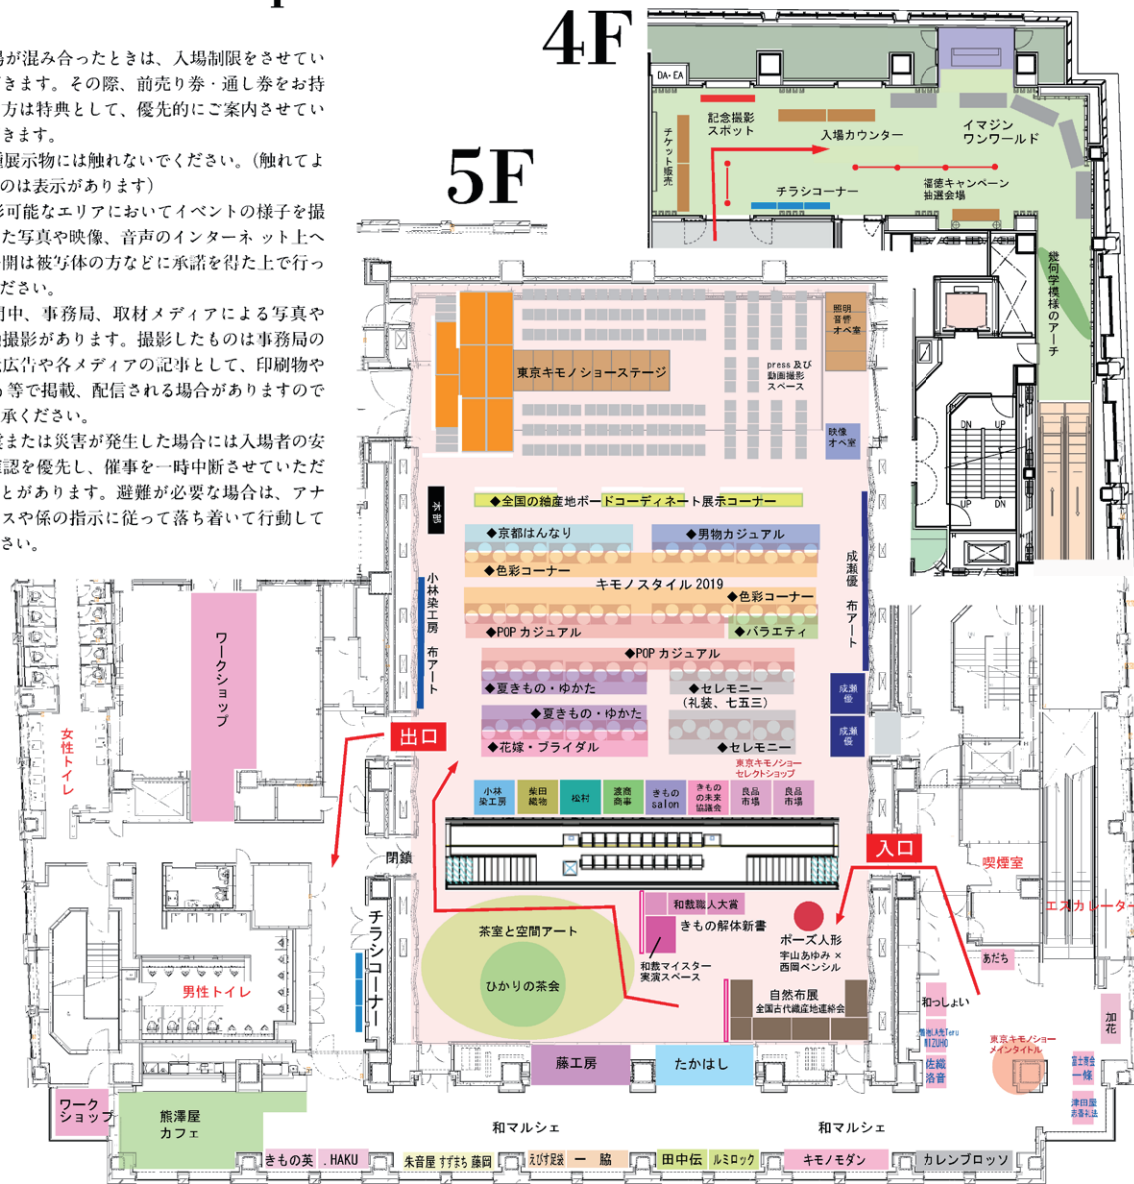 場が混み合ったときは、入場制限をさせてい
できます。その際、前売り券・通し券をお持
方は特典として、優先的にご案内させてい
きます。
展示物には触れないでください。（触れてよ
のは表示があります）
影可能なエリアにおいてイベントの様子を撮
た写真や映像、音声のインターネット上へ
開は被写体の方などに承諾を得た上で行っ
ださい。
間中、事務局、取材メディアによる写真や
撮影があります。撮影したものは事務局の
広告や各メディアの記事として、印刷物や
等で掲載、配信される場合がありますので
承ください。
または災害が発生した場合には入場者の安
確認を優先し、催事を一時中断させていただ
とがあります。避難が必要な場合は、アナ
スや係の指示に従って落ち着いて行動して
さい。
4F
DA・EA
記念撮影
スポット
チケット販売
入場カウンター
イマジン
ワンワールド
チラシコーナー
福徳キャンペーン
抽選会場
幾何学模様のアーチ
DN UP
UP DN
5F
照明
音響
オペ室
東京キモノショーステージ
press 及び
動画撮影
スペース
映像
オペ室
本部
◆全国の紬産地ボードコーディネート展示コーナー
◆京都はんなり
◆男物カジュアル
◆色彩コーナー
キモノスタイル 2019
◆色彩コーナー
◆POP カジュアル
◆バラエティ
小林染工房 布アート
成瀬優 布アート
◆POP カジュアル
◆夏きもの・ゆかた
◆セレモニー
（礼装、七五三）
◆夏きもの・ゆかた
◆花嫁・ブライダル
◆セレモニー
成瀬
優
成瀬
優
東京キモノショー
セレクトショップ
小林
染工房
柴田
織物
松村
渡商
商事
きもの
salon
きもの
の未来
協議会
良品
市場
良品
市場
ワークショップ
女性トイレ
出口
閉鎖
入口
喫煙室
エスカレーター
チラシコーナー
男性トイレ
茶室と空間アート
ひかりの茶会
和裁職人大賞
きもの解体新書
和裁マイスター
実演スペース
ポーズ人形
宇山あゆみ ×
西岡ペンシル
自然布展
全国古代織産地連絡会
あだち
和っしょい
MIZUHO
佐織
洛音
加花
東京キモノショー
メインタイトル
冨士商会
一條
津田屋
志喜礼法
藤工房
たかはし
ワーク
ショップ
熊澤屋
カフェ
和マルシェ
和マルシェ
きもの英
. HAKU
朱音屋 すずまち 藤岡
えびす足袋
一 脇
田中伝
ルミロック
キモノモダン
カレンブロッソ